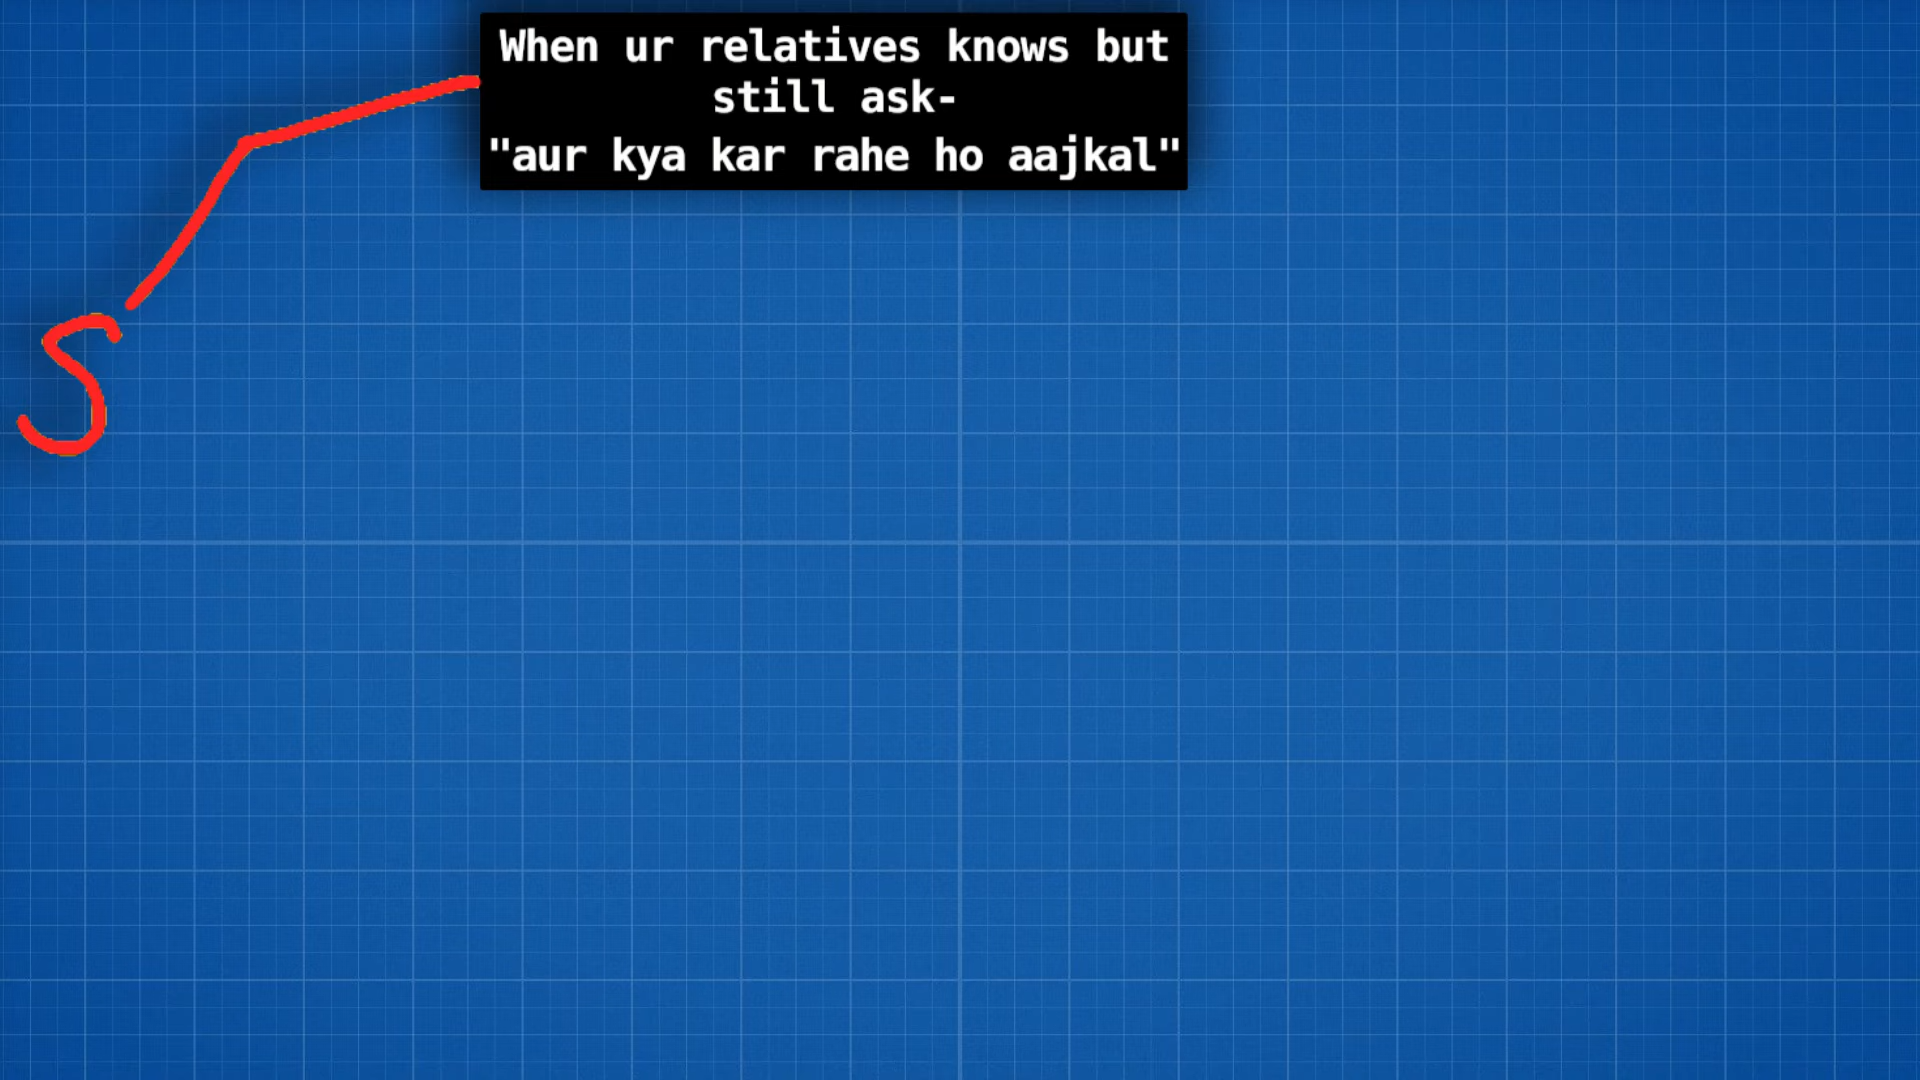 When ur relatives knows but
still ask-
"aur kya kar rahe ho aajkal"
S